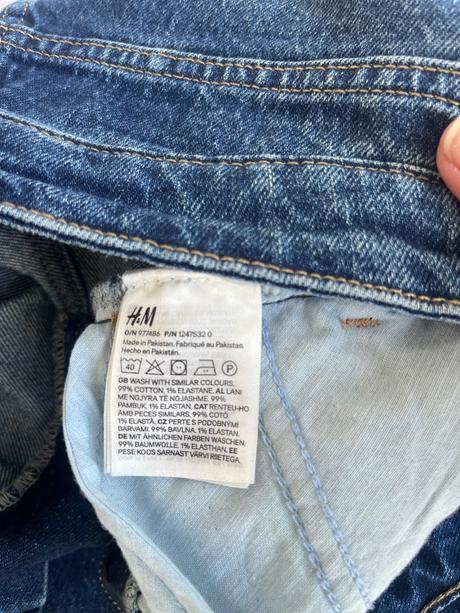 H&M
O/N 977486 P/N 1247532 0
Made in Pakistan. Fabriqué au Pakistan.
Hecho en Pakistán.
40 P
GB WASH WITH SIMILAR COLOURS.
99% COTTON, 1% ELASTANE. AL LANI
ME NGJYRA TË NGJASHME, 99%
PAMBUK, 1% ELASTAN. CAT RENTEU-HO
AMB PECES SIMILARS, 99% COTÓ,
1% ELASTÀ, CZ PERTE S PODOBNÝMI
BARVAMI, 99% BAVLNA, 1% ELASTAN.
DE MIT ÄHNLICHEN FARBEN WASCHEN,
99% BAUMWOLLE, 1% ELASTHAN. EE
PESE KOOS SARNAST VÄRVI RIIETEGA,